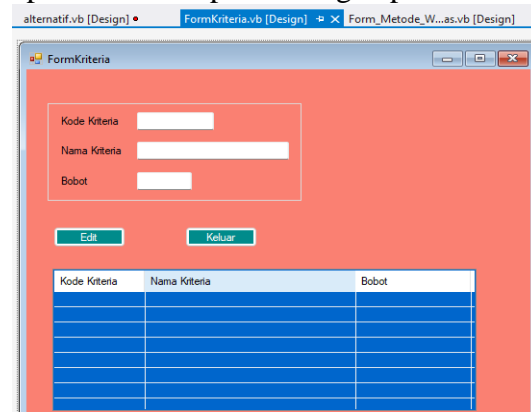 alternatif.vb [Design] FormKriteria.vb [Design] Form_Metode_W...as.vb [Design]
FormKriteria
Kode Kriteria
Nama Kriteria
Bobot
Edit Keluar
Kode Kriteria Nama Kriteria Bobot